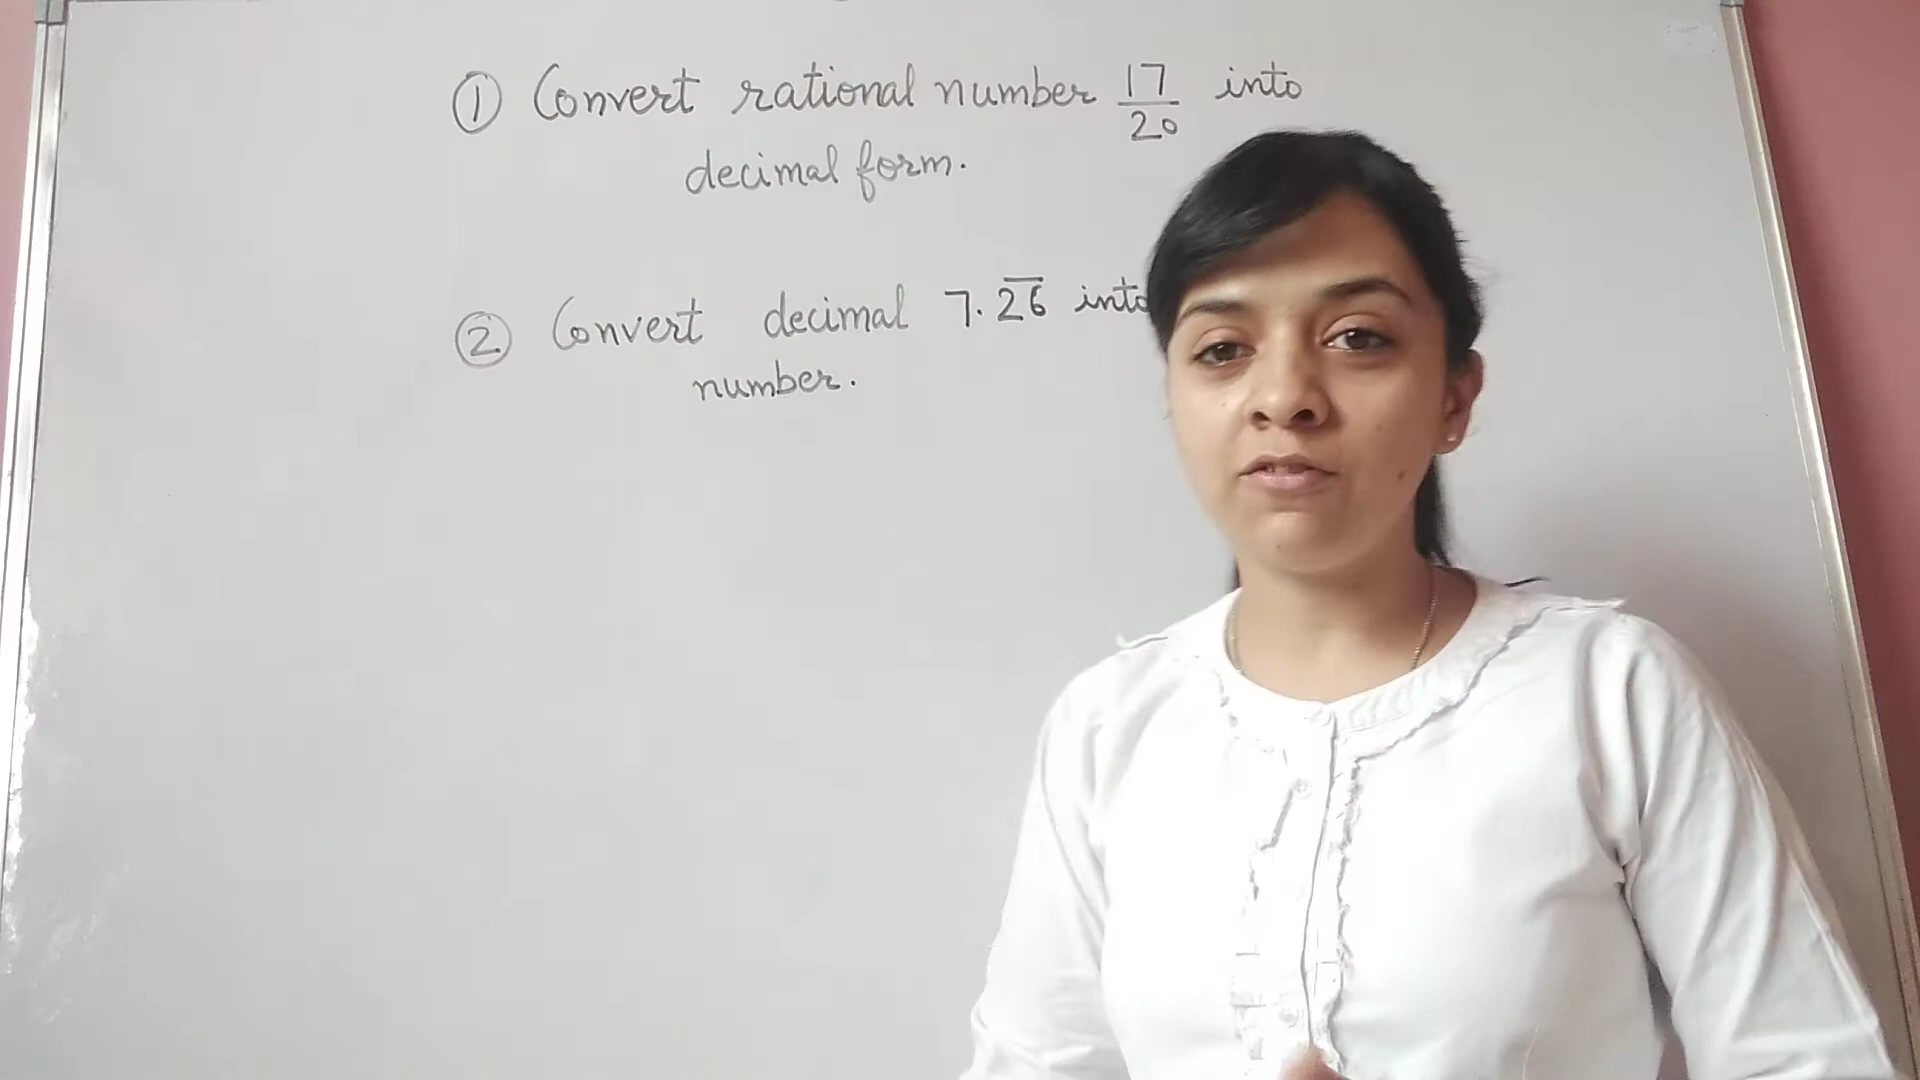 ① Convert rational number 17/20 into
decimal form.
② Convert decimal 7.2̅6̅ into
number.